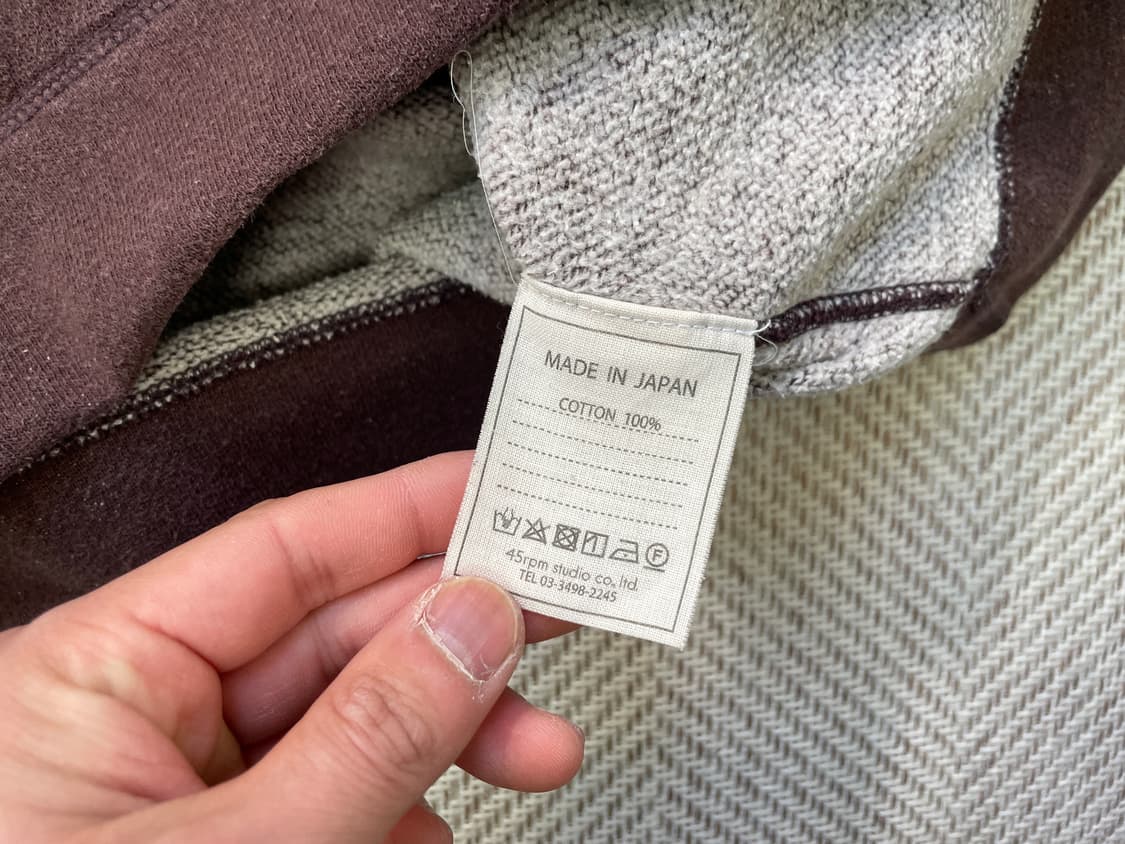 MADE IN JAPAN
COTTON 100%
F
45rpm studio co., ltd.
TEL 03-3498-2245